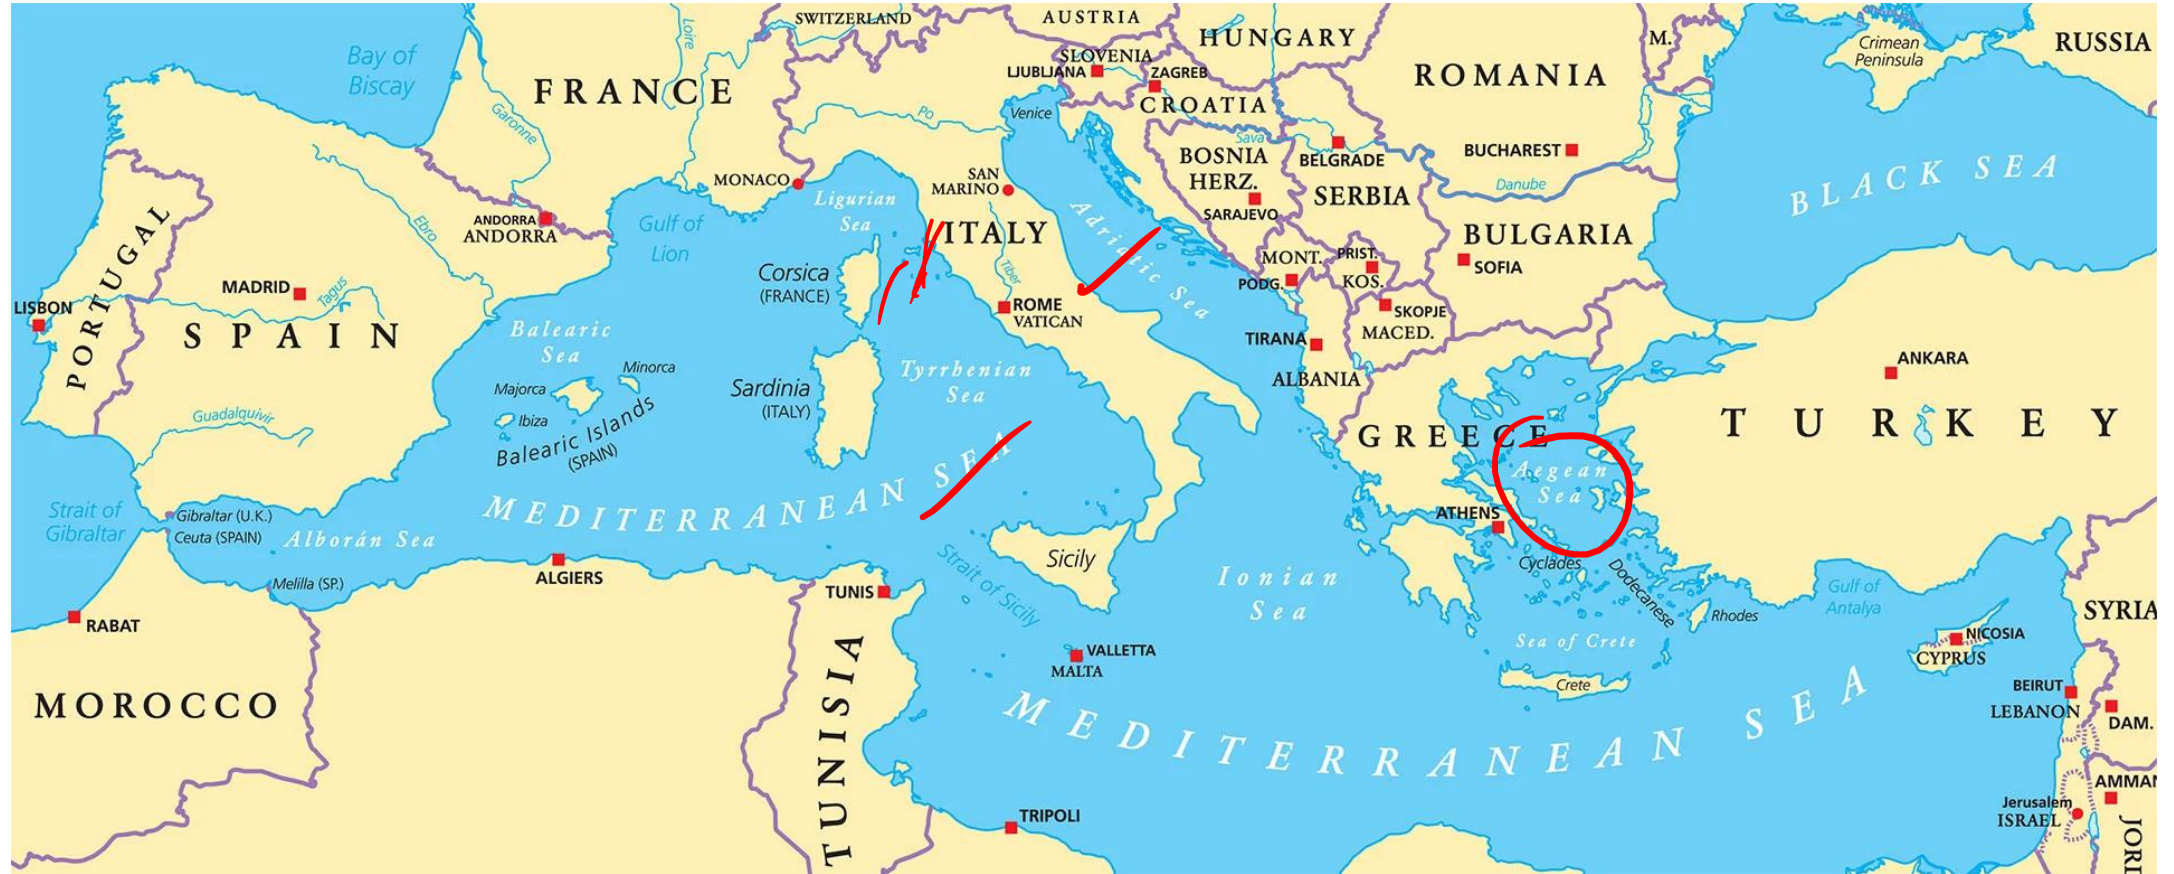 SWITZERLAND
AUSTRIA
HUNGARY
M.
Crimean
Peninsula
RUSSIA
Bay of
Biscay
Loire
FRANCE
SLOVENIA
LJUBLJANA
ZAGREB
CROATIA
ROMANIA
Garonne
Po
Venice
Sava
BELGRADE
BUCHAREST
BOSNIA
HERZ.
SARAJEVO
SERBIA
Danube
BLACK SEA
MONACO
SAN
MARINO
Ligurian
Sea
ANDORRA
ANDORRA
Gulf of
Lion
Ebro
PORTUGAL
ITALY
Adriatic Sea
Tiber
MONT.
PODG.
PRIST.
KOS.
BULGARIA
SOFIA
Corsica
(FRANCE)
MADRID
Tagus
LISBON
SPAIN
ROME
VATICAN
SKOPJE
MACED.
TIRANA
ALBANIA
ANKARA
Balearic
Sea
Minorca
Majorca
Ibiza
Balearic Islands
(SPAIN)
Sardinia
(ITALY)
Tyrrhenian
Sea
Guadalquivir
GREECE
TURKEY
Aegean
Sea
ATHENS
MEDITERRANEAN SEA
Strait of
Gibraltar
Gibraltar (U.K.)
Ceuta (SPAIN)
Alborán Sea
Melilla (SP.)
ALGIERS
TUNIS
Strait of Sicily
Sicily
Ionian
Sea
Cyclades
Dodecanese
Rhodes
Gulf of
Antalya
SYRIA
RABAT
Sea of Crete
NICOSIA
CYPRUS
VALLETTA
MALTA
Crete
BEIRUT
LEBANON
DAM.
MOROCCO
TUNISIA
MEDITERRANEAN SEA
AMMAN
Jerusalem
ISRAEL
TRIPOLI
JOR